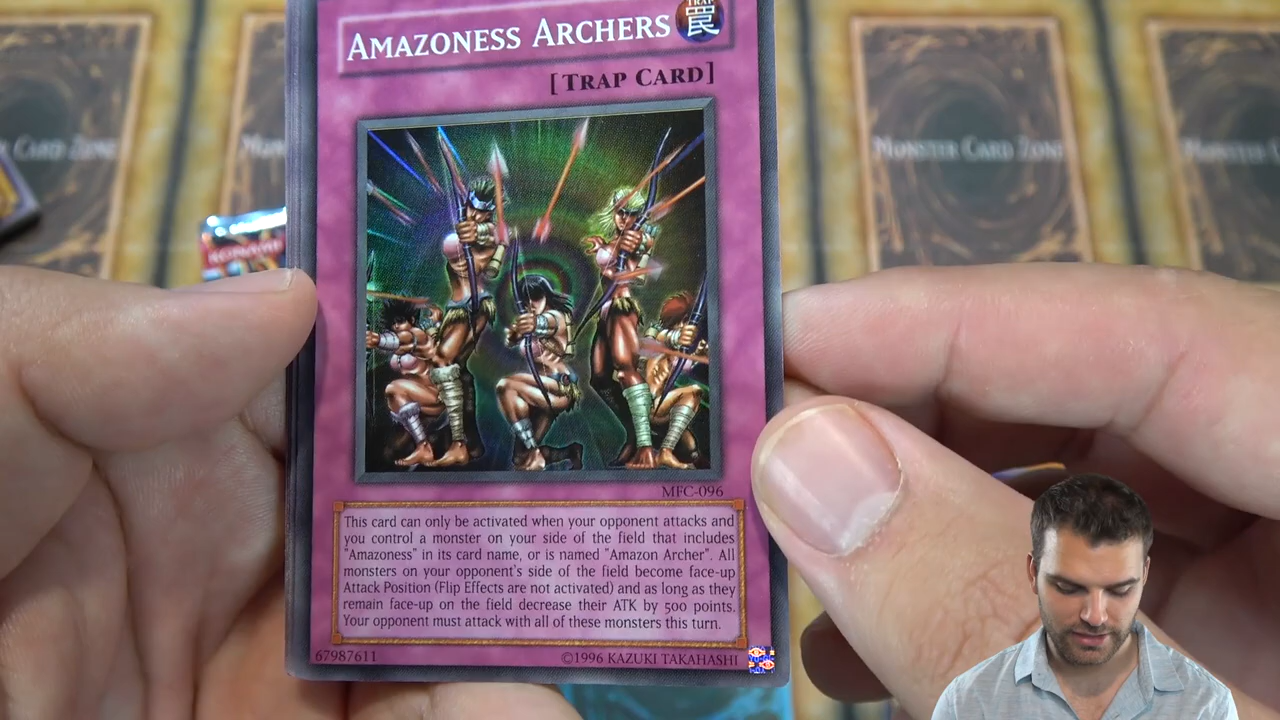 AMAZONESS ARCHERS
TRAP
罠
[TRAP CARD]
MFC-096
This card can only be activated when your opponent attacks and
you control a monster on your side of the field that includes
"Amazoness" in its card name, or is named "Amazon Archer". All
monsters on your opponent's side of the field become face-up
Attack Position (Flip Effects are not activated) and as long as they
remain face-up on the field decrease their ATK by 500 points.
Your opponent must attack with all of these monsters this turn.
67987611
©1996 KAZUKI TAKAHASHI
CARD ZONE
MONSTER CARD ZONE
KONAMI